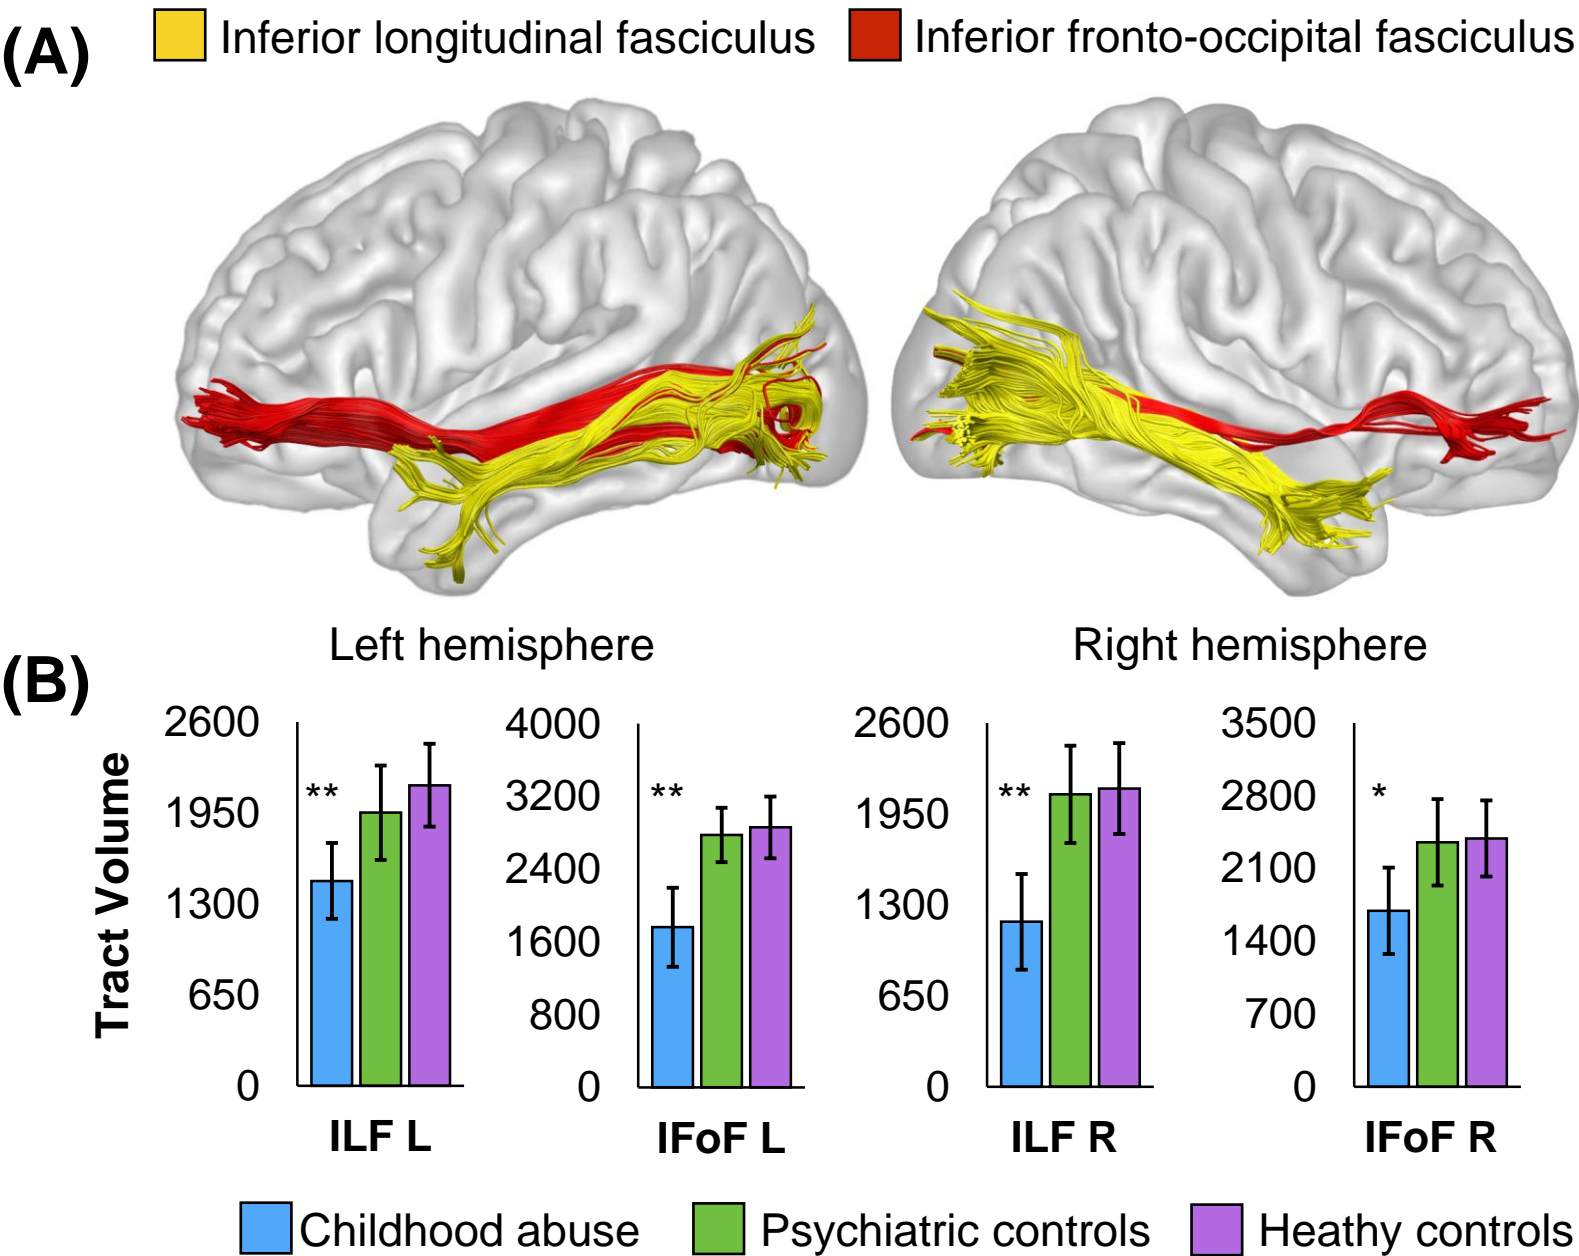 (A)
Inferior longitudinal fasciculus
Inferior fronto-occipital fasciculus
Left hemisphere
Right hemisphere
(B)
Tract Volume
2600
1950
1300
650
0
**
ILF L
4000
3200
2400
1600
800
0
**
IFoF L
2600
1950
1300
650
0
**
ILF R
3500
2800
2100
1400
700
0
*
IFoF R
Childhood abuse
Psychiatric controls
Heathy controls